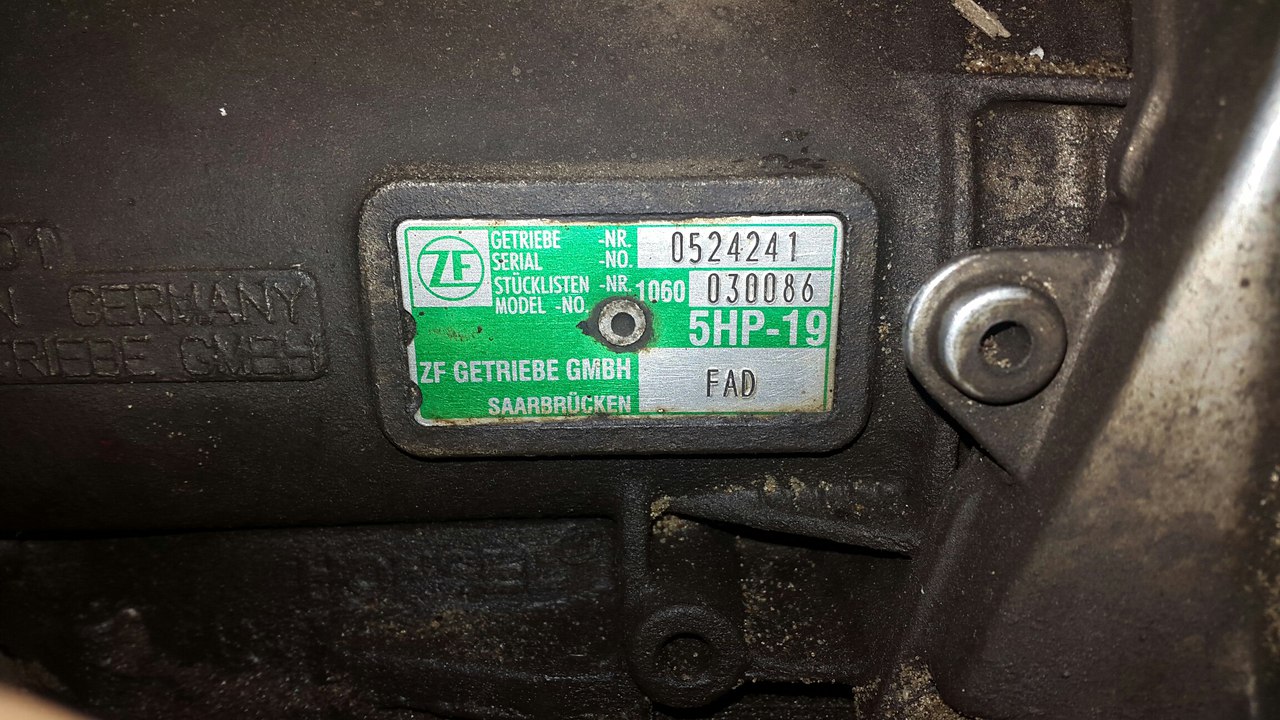 ZF
GETRIEBE -NR. 0524241
SERIAL -NO.
STÜCKLISTEN -NR. 1060 030086
MODEL -NO.
5HP-19
ZF GETRIEBE GMBH
FAD
SAARBRÜCKEN
GERMANY
GMBH